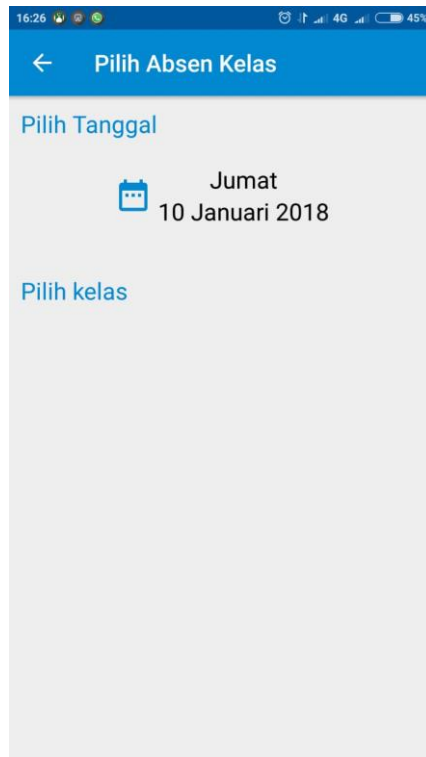 16:26 4G 45%
Pilih Absen Kelas
Pilih Tanggal
Jumat
10 Januari 2018
Pilih kelas